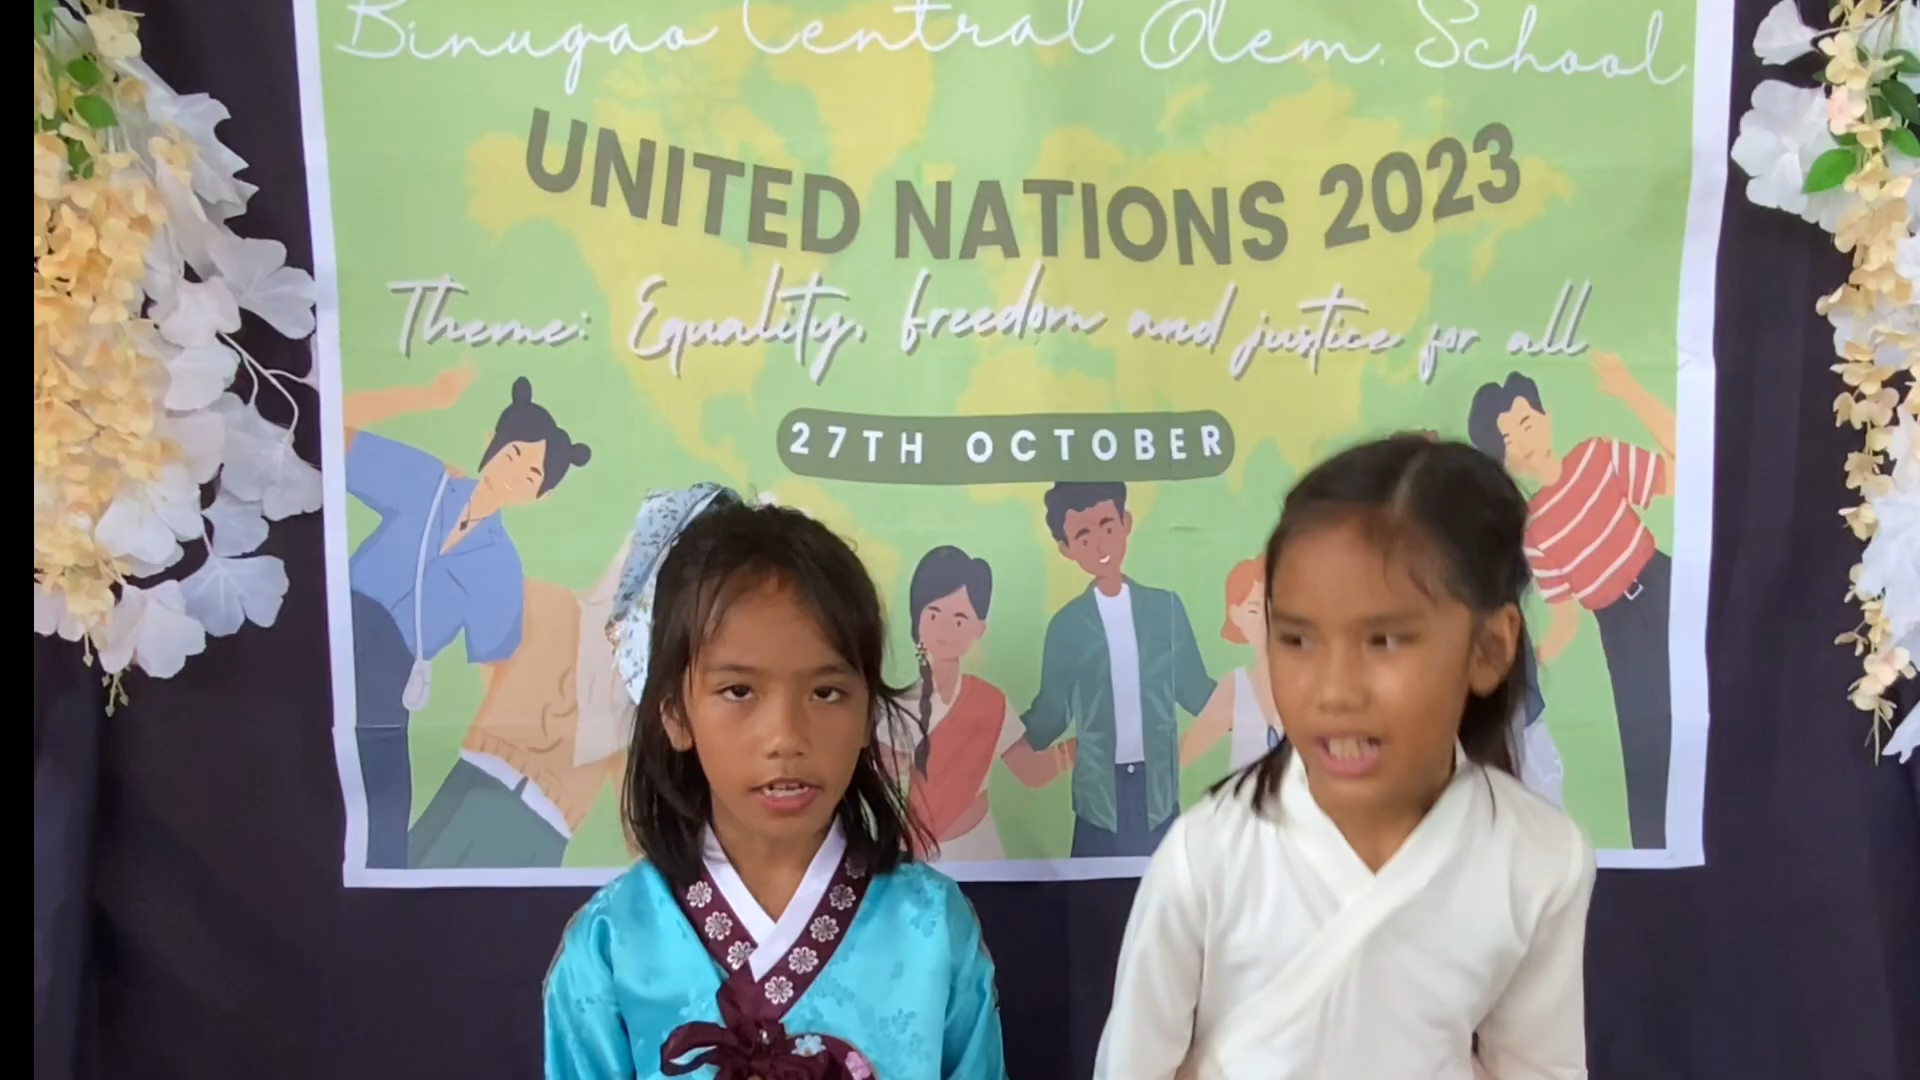 Binugao Central Elem. School
UNITED NATIONS 2023
Theme: Equality, freedom and justice for all
27TH OCTOBER